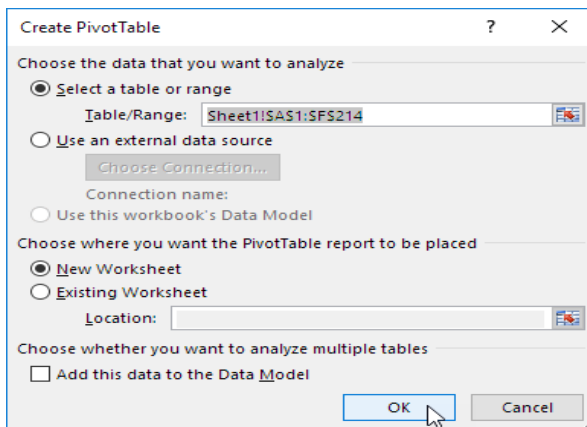 Create PivotTable ?
Choose the data that you want to analyze
Select a table or range
Table/Range: Sheet1!$A$1:$F$214
Use an external data source
Choose Connection...
Connection name:
Use this workbook's Data Model
Choose where you want the PivotTable report to be placed
New Worksheet
Existing Worksheet
Location:
Choose whether you want to analyze multiple tables
Add this data to the Data Model
OK Cancel